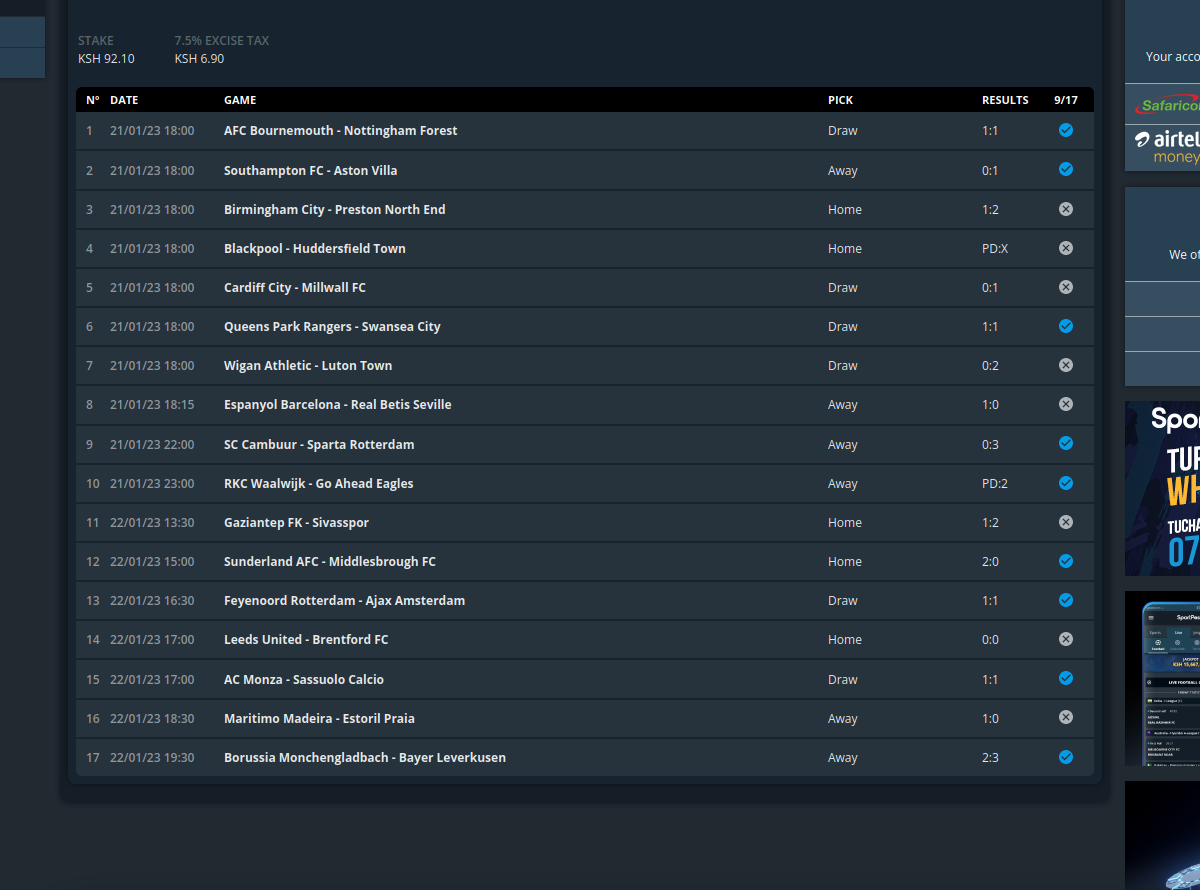 STAKE 7.5% EXCISE TAX
KSH 92.10 KSH 6.90
Nº DATE GAME PICK RESULTS 9/17
1 21/01/23 18:00 AFC Bournemouth - Nottingham Forest Draw 1:1
2 21/01/23 18:00 Southampton FC - Aston Villa Away 0:1
3 21/01/23 18:00 Birmingham City - Preston North End Home 1:2
4 21/01/23 18:00 Blackpool - Huddersfield Town Home PD:X
5 21/01/23 18:00 Cardiff City - Millwall FC Draw 0:1
6 21/01/23 18:00 Queens Park Rangers - Swansea City Draw 1:1
7 21/01/23 18:00 Wigan Athletic - Luton Town Draw 0:2
8 21/01/23 18:15 Espanyol Barcelona - Real Betis Seville Away 1:0
9 21/01/23 22:00 SC Cambuur - Sparta Rotterdam Away 0:3
10 21/01/23 23:00 RKC Waalwijk - Go Ahead Eagles Away PD:2
11 22/01/23 13:30 Gaziantep FK - Sivasspor Home 1:2
12 22/01/23 15:00 Sunderland AFC - Middlesbrough FC Home 2:0
13 22/01/23 16:30 Feyenoord Rotterdam - Ajax Amsterdam Draw 1:1
14 22/01/23 17:00 Leeds United - Brentford FC Home 0:0
15 22/01/23 17:00 AC Monza - Sassuolo Calcio Draw 1:1
16 22/01/23 18:30 Maritimo Madeira - Estoril Praia Away 1:0
17 22/01/23 19:30 Borussia Monchengladbach - Bayer Leverkusen Away 2:3
Your acco
Safarico
airtel
money
We of
Spor
TUP
WH
TUCHA
07